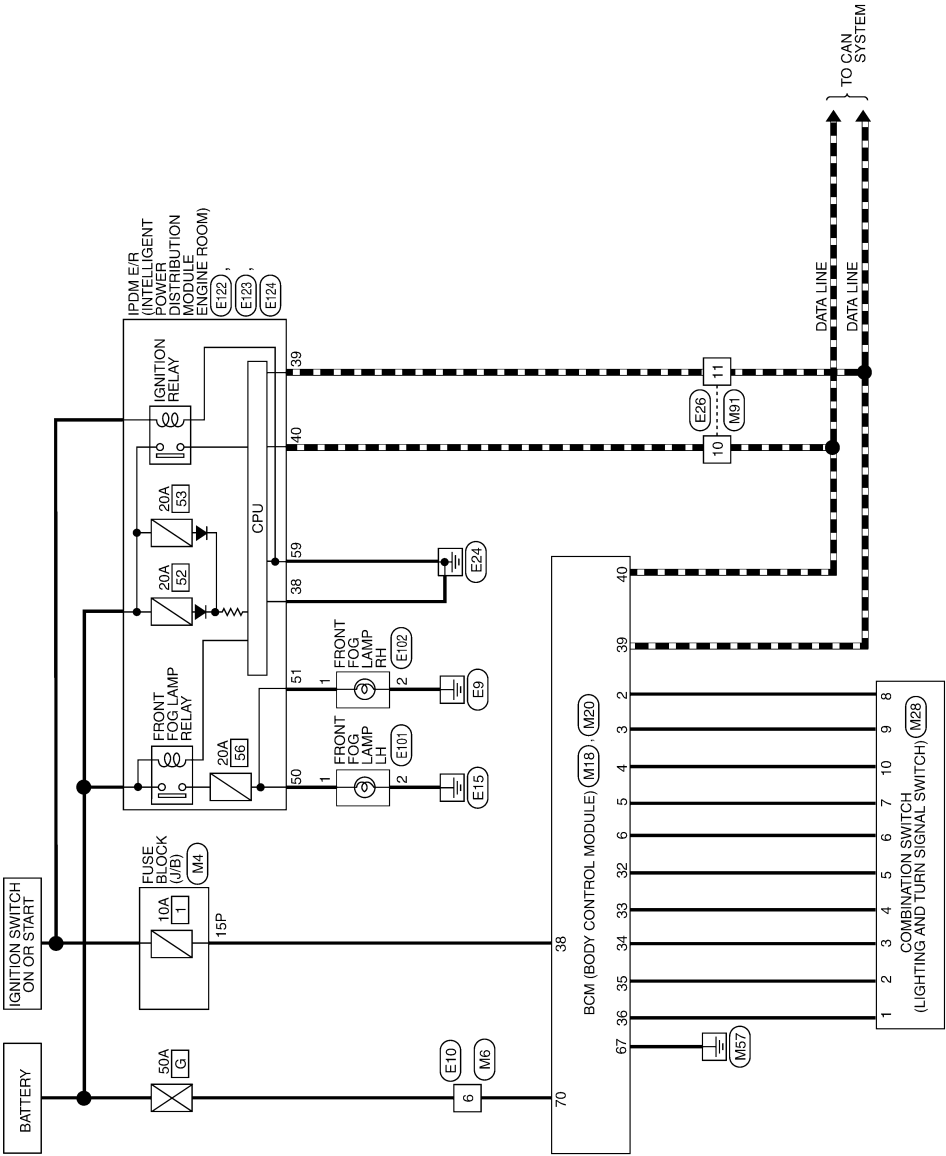 BATTERY
IGNITION SWITCH
ON OR START
50A
G
10A
1
FUSE
BLOCK
(J/B)
M4
15P
FRONT
FOG LAMP
RELAY
20A
56
20A
52
20A
53
IGNITION
RELAY
CPU
IPDM E/R
(INTELLIGENT
POWER
DISTRIBUTION
MODULE
ENGINE ROOM)
E122 ,
E123 ,
E124
50
51
38
59
40
39
1
FRONT
FOG
LAMP
LH
E101
2
E15
1
FRONT
FOG
LAMP
RH
E102
2
E9
E24
6
E10
M6
10
11
E26
M91
DATA LINE
DATA LINE
TO CAN
SYSTEM
70
38
BCM (BODY CONTROL MODULE) M18 , M20
67
36
35
34
33
32
6
5
4
3
2
39
40
M57
1
2
3
4
5
6
7
10
9
8
COMBINATION SWITCH
(LIGHTING AND TURN SIGNAL SWITCH)
M28